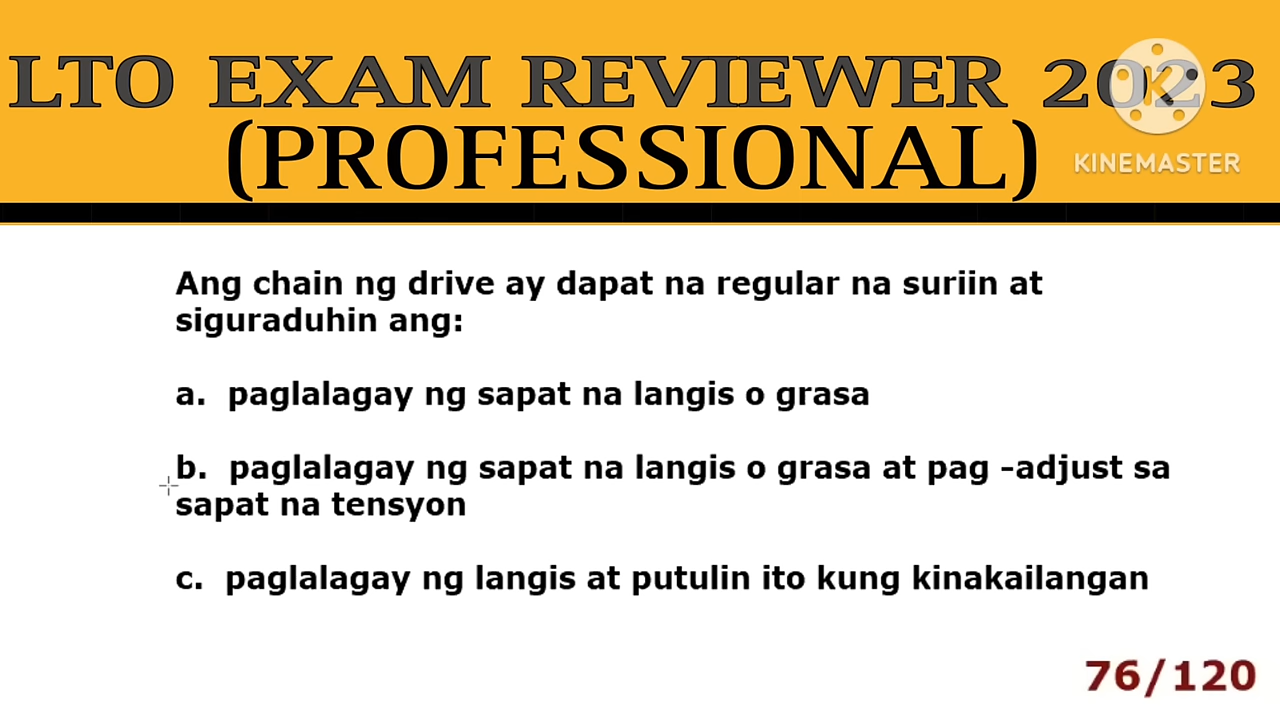 LTO EXAM REVIEWER 2023
(PROFESSIONAL)
KINEMASTER
Ang chain ng drive ay dapat na regular na suriin at
siguraduhin ang:
a. paglalagay ng sapat na langis o grasa
b. paglalagay ng sapat na langis o grasa at pag -adjust sa
sapat na tensyon
c. paglalagay ng langis at putulin ito kung kinakailangan
76/120